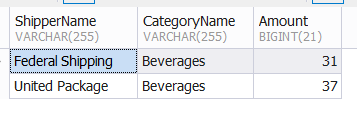 ShipperName CategoryName Amount
VARCHAR(255) VARCHAR(255) BIGINT(21)
Federal Shipping Beverages 31
United Package Beverages 37